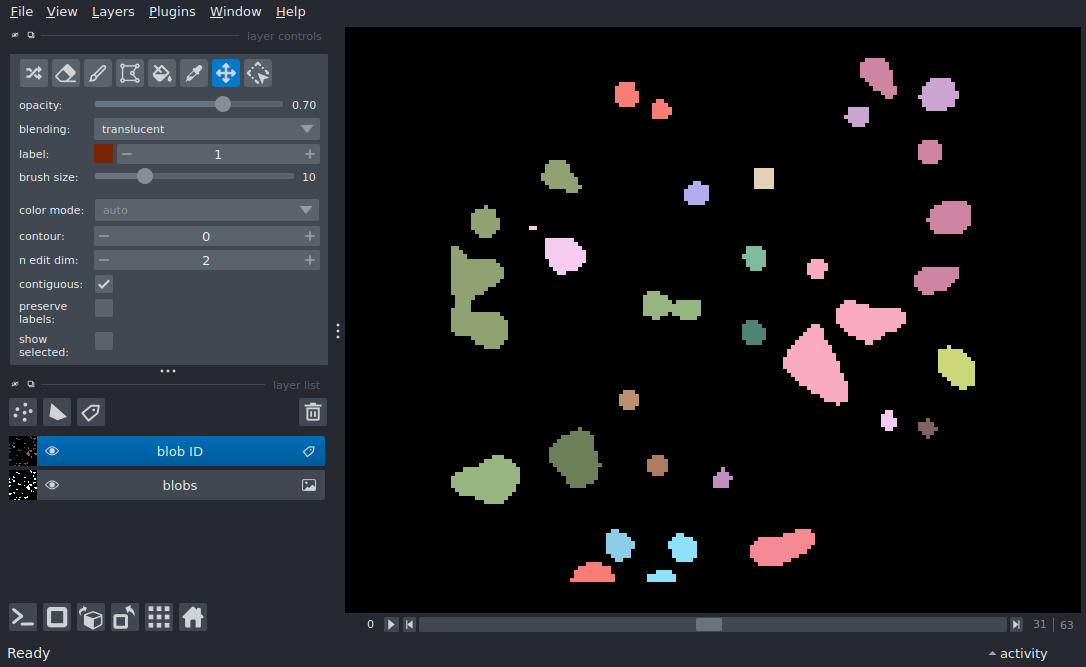 File View Layers Plugins Window Help
layer controls
opacity: 0.70
blending: translucent
label: 1
brush size: 10
color mode: auto
contour: 0
n edit dim: 2
contiguous:
preserve
labels:
show
selected:
layer list
blob ID
blobs
0 31 63
Ready activity